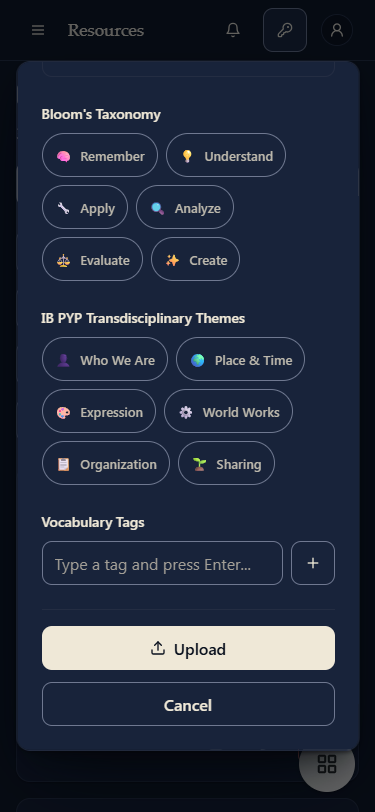 Resources
Bloom's Taxonomy
Remember
Understand
Apply
Analyze
Evaluate
Create
IB PYP Transdisciplinary Themes
Who We Are
Place & Time
Expression
World Works
Organization
Sharing
Vocabulary Tags
Type a tag and press Enter...
+
Upload
Cancel